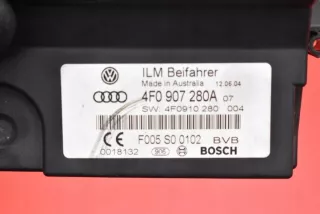 ILM Beifahrer
Made in Australia 12.06.04
4F0 907 280A 07
SW: 4F0910 280 004
CE F005 S0 0102 BVB
0018132 BOSCH